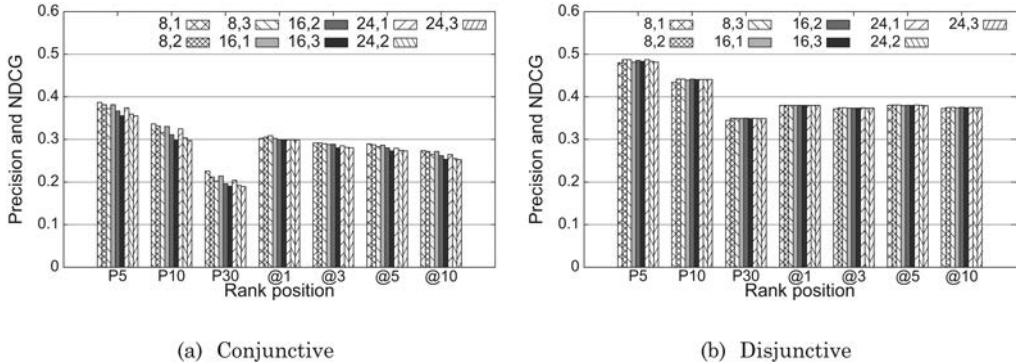 0.6
0.5
0.4
0.3
0.2
0.1
0
Precision and NDCG
8,1 8,3 16,2 24,1 24,3
8,2 16,1 16,3 24,2
P5 P10 P30 @1 @3 @5 @10
Rank position
(a) Conjunctive
0.6
0.5
0.4
0.3
0.2
0.1
0
Precision and NDCG
8,1 8,3 16,2 24,1 24,3
8,2 16,1 16,3 24,2
P5 P10 P30 @1 @3 @5 @10
Rank position
(b) Disjunctive